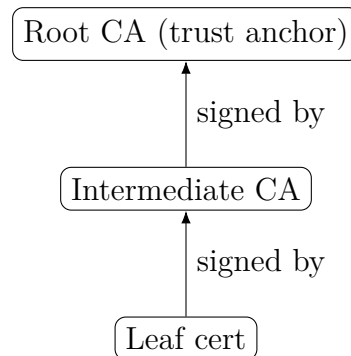 Root CA (trust anchor)
signed by
Intermediate CA
signed by
Leaf cert